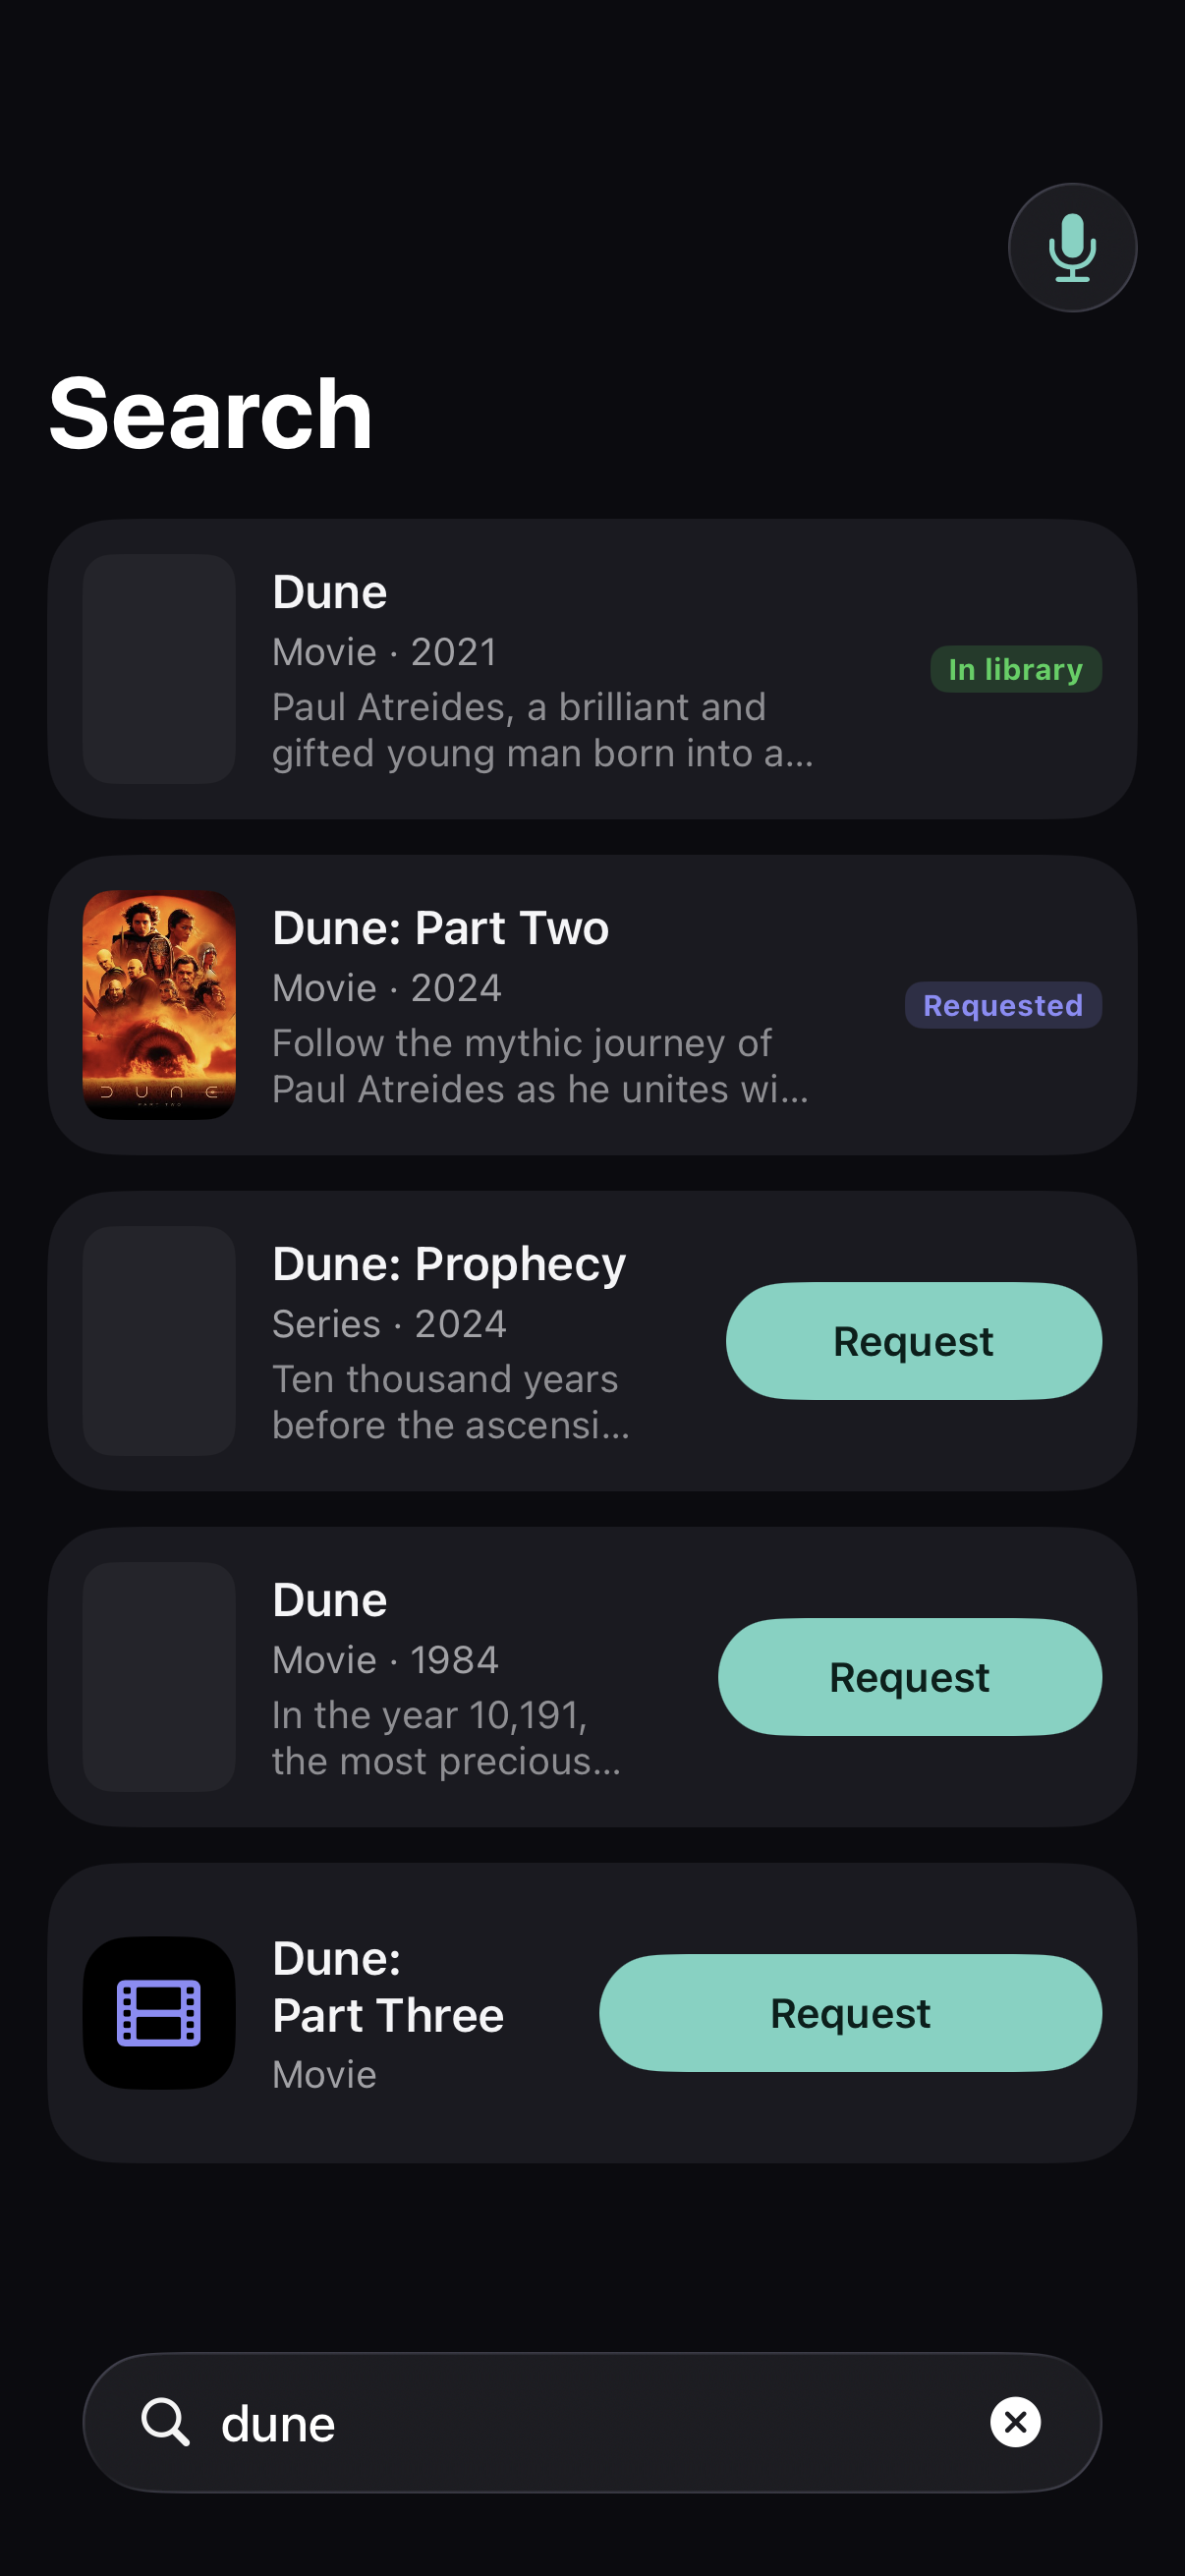 Search
Dune
Movie · 2021
Paul Atreides, a brilliant and
gifted young man born into a...
In library
Dune: Part Two
Movie · 2024
Follow the mythic journey of
Paul Atreides as he unites wi...
Requested
DUNE
PART TWO
Dune: Prophecy
Series · 2024
Ten thousand years
before the ascensi...
Request
Dune
Movie · 1984
In the year 10,191,
the most precious...
Request
Dune:
Part Three
Movie
Request
dune